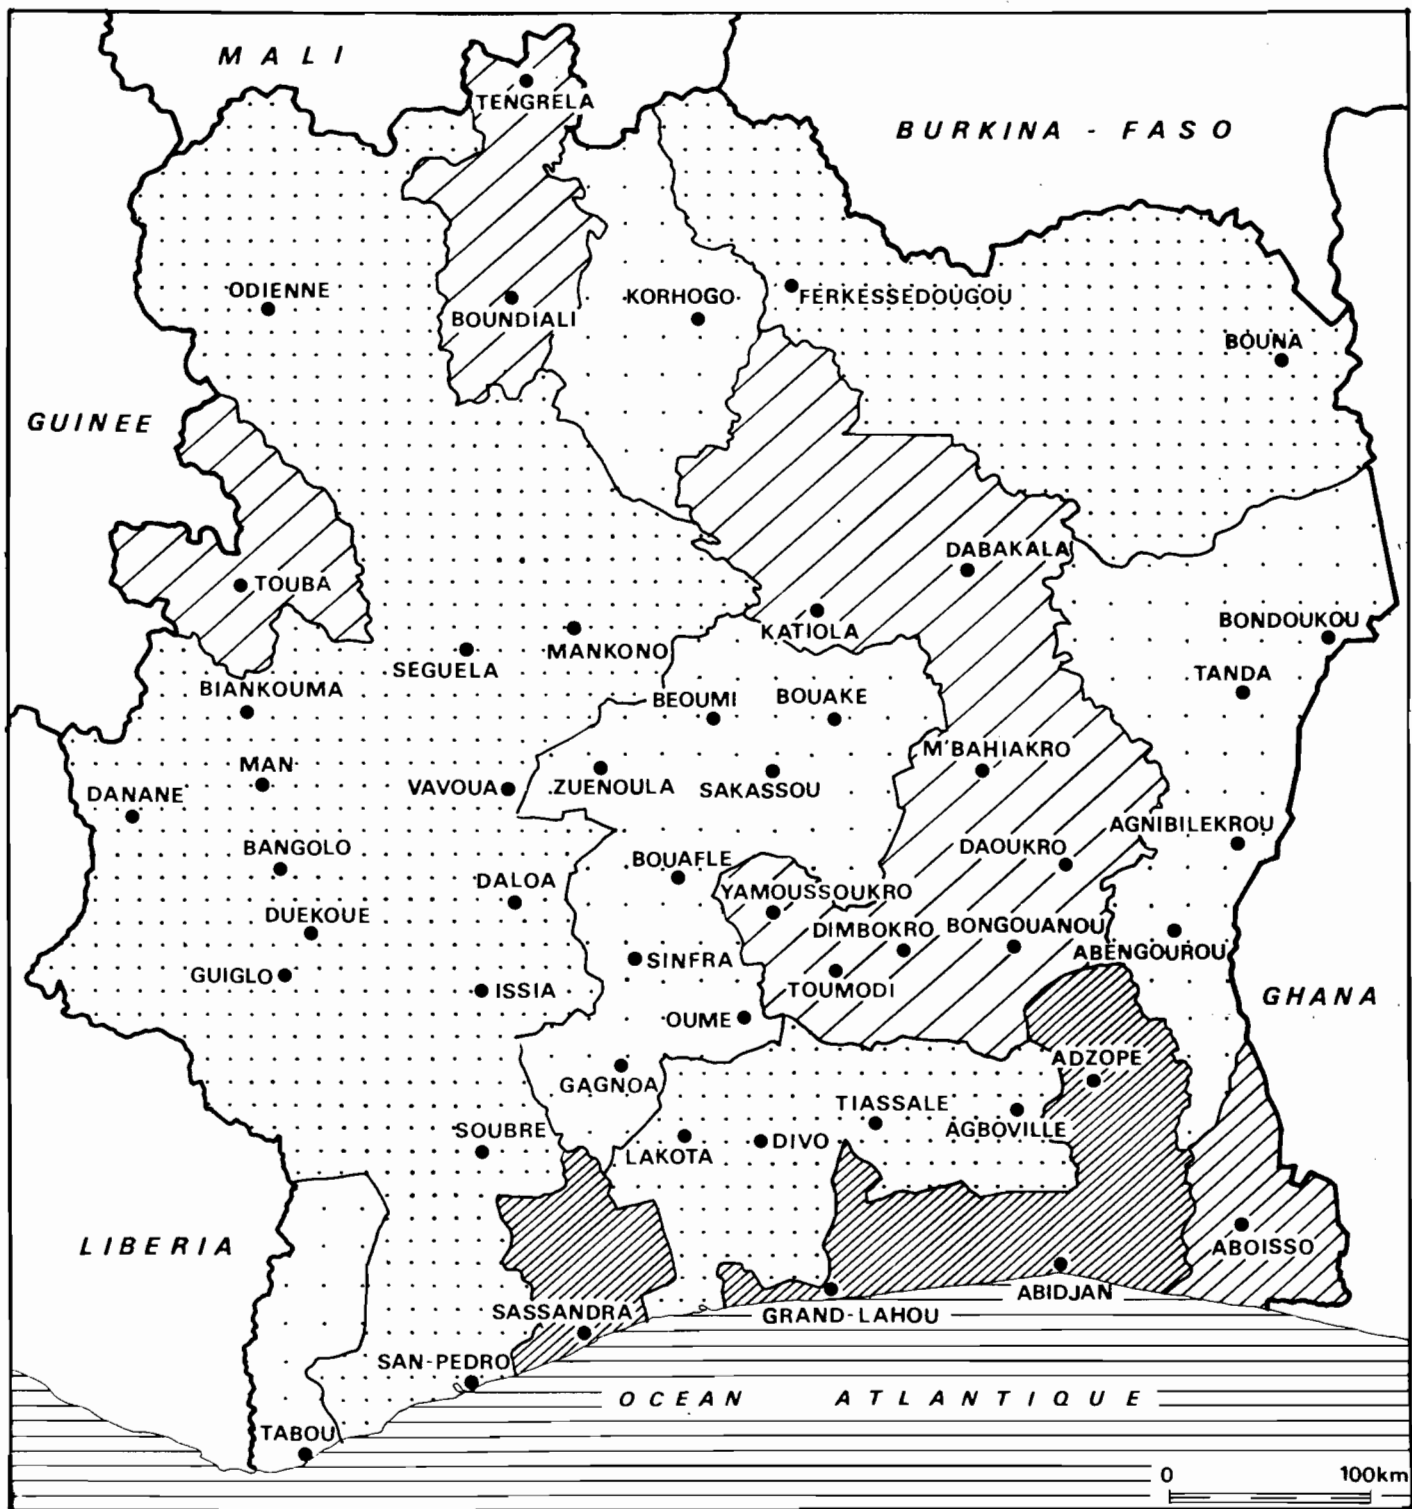 MALI
TENGRELA
BURKINA - FASO
ODIENNE
BOUNDIALI
KORHOGO
FERKESSEDOUGOU
BOUNA
GUINEE
DABAKALA
TOUBA
KATIOLA
BONDOUKOU
SEGUELA
MANKONO
TANDA
BIANKOUMA
BEOUMI
BOUAKE
M'BAHIAKRO
MAN
DANANE
VAVOUA
ZUENOULA
SAKASSOU
AGNIBILEKROU
BANGOLO
BOUAFLE
DAOUKRO
DALOA
YAMOUSSOUKRO
DUEKOUE
DIMBOKRO
BONGOUANOU
ABENGOUROU
GUIGLO
ISSIA
SINFRA
TOUMODI
GHANA
OUME
ADZOPE
GAGNOA
TIASSALE
AGBOVILLE
SOUBRE
LAKOTA
DIVO
LIBERIA
ABOISSO
SASSANDRA
GRAND-LAHOU
ABIDJAN
SAN-PEDRO
OCEAN ATLANTIQUE
TABOU
0 100km